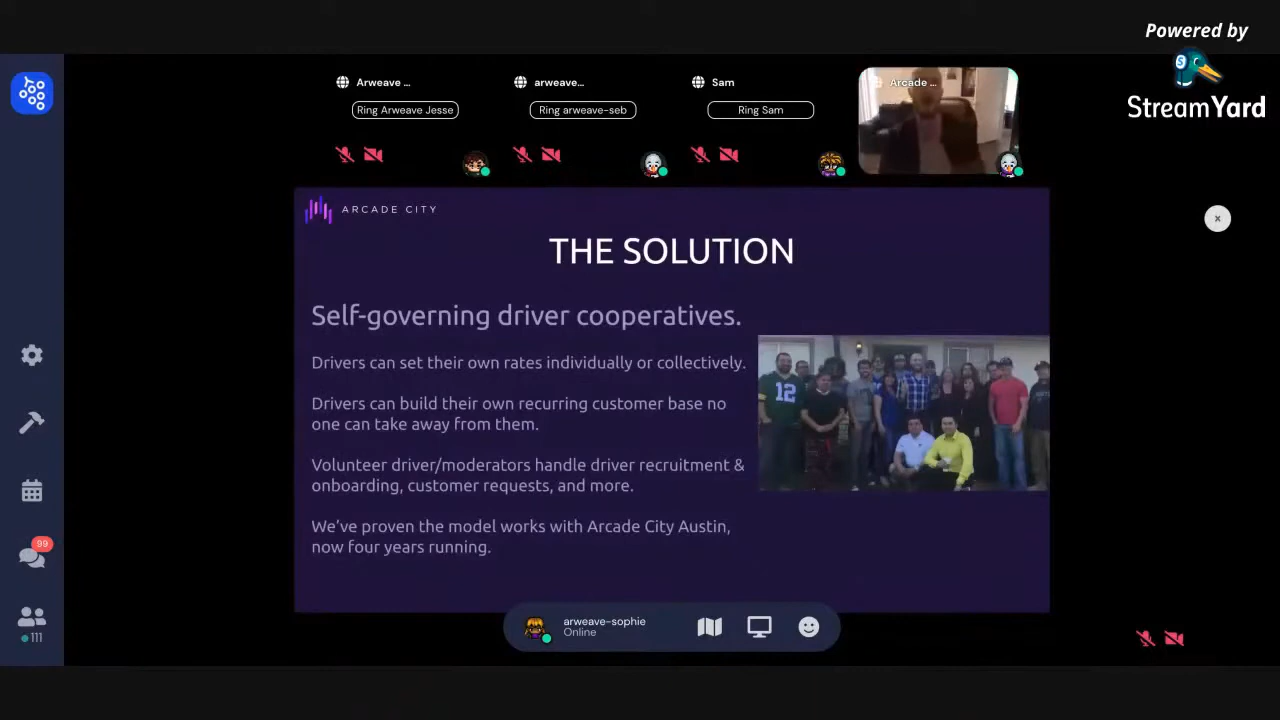 Powered by
StreamYard
Arweave ...
Ring Arweave Jesse
arweave...
Ring arweave-seb
Sam
Ring Sam
Arcade ...
ARCADE CITY
THE SOLUTION
Self-governing driver cooperatives.
Drivers can set their own rates individually or collectively.
Drivers can build their own recurring customer base no
one can take away from them.
Volunteer driver/moderators handle driver recruitment &
onboarding, customer requests, and more.
We've proven the model works with Arcade City Austin,
now four years running.
12
99
111
arweave-sophie
Online